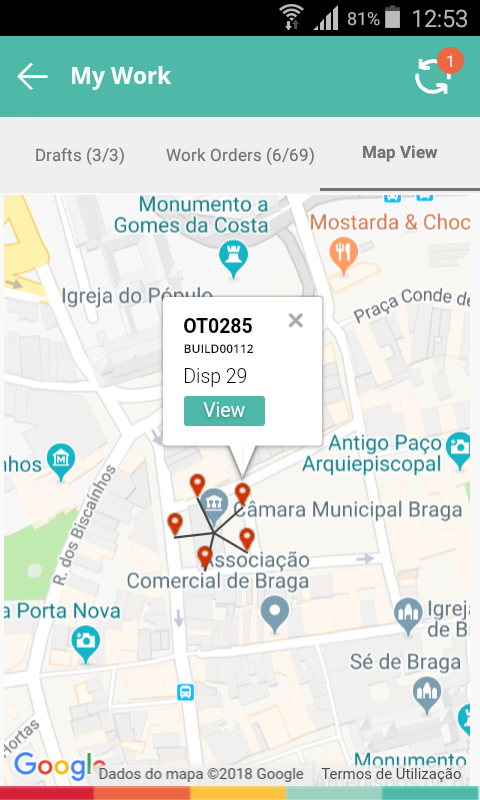 81% 12:53
My Work
1
Drafts (3/3) Work Orders (6/69) Map View
Monumento a
Gomes da Costa
Mostarda & Choc
Igreja do Pópulo
Praça Conde de
OT0285
BUILD00112
Disp 29
View
Antigo Paço
Arquiepiscopal
nhos
R. dos Biscaínhos
Câmara Municipal Braga
Associação
Comercial de Braga
a Porta Nova
Igrej
de B
Sé de Braga
Hortas
Monumento
Google
Dados do mapa ©2018 Google Termos de Utilização